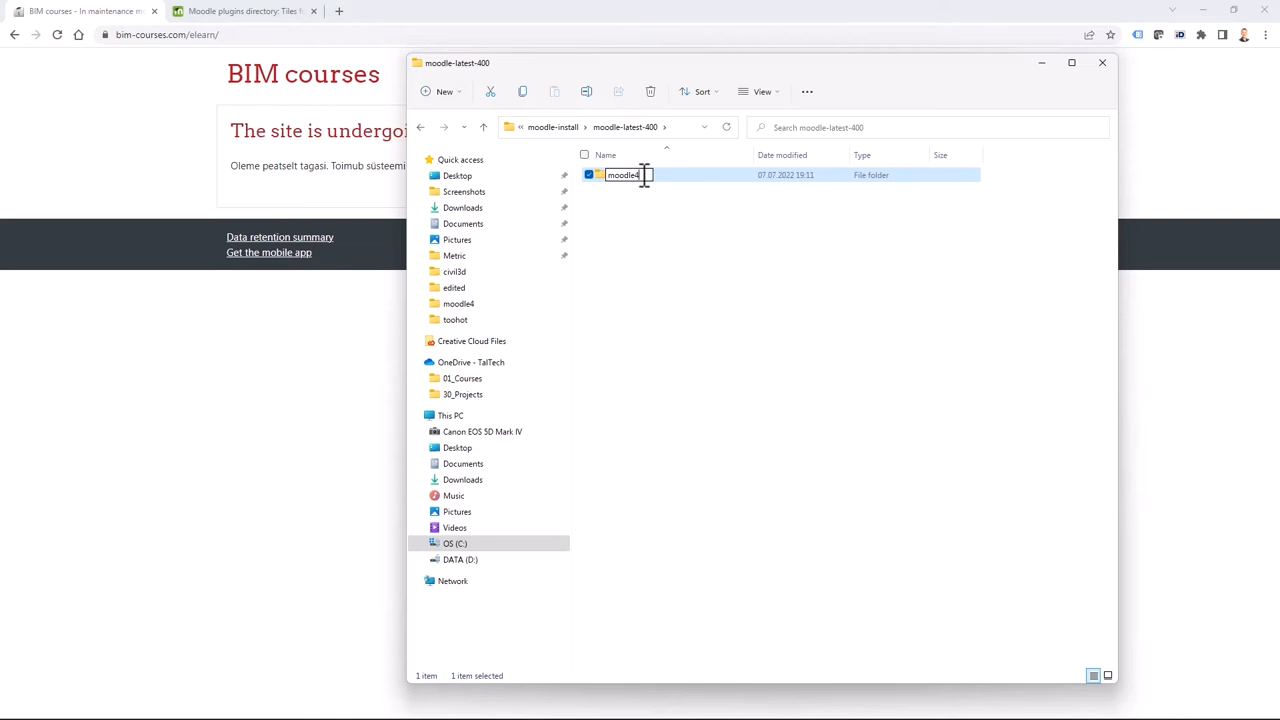 BIM courses - In maintenance m
Moodle plugins directory: Tiles f
bim-courses.com/elearn/
BIM courses
The site is undergoi
Oleme peatselt tagasi. Toimub süsteemi
Data retention summary
Get the mobile app
moodle-latest-400
New
Sort
View
moodle-install
moodle-latest-400
Search moodle-latest-400
Name
Date modified
Type
Size
moodle4
07.07.2022 19:11
File folder
Quick access
Desktop
Screenshots
Downloads
Documents
Pictures
Metric
civil3d
edited
moodle4
toohot
Creative Cloud Files
OneDrive - TalTech
01_Courses
30_Projects
This PC
Canon EOS 5D Mark IV
Desktop
Documents
Downloads
Music
Pictures
Videos
OS (C:)
DATA (D:)
Network
1 item
1 item selected